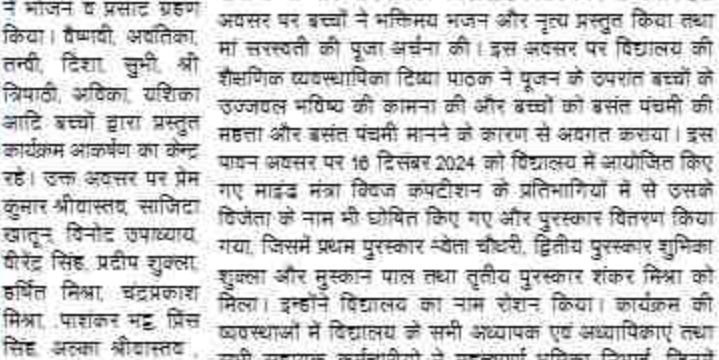 ने भोजन व प्रसाद ग्रहण
किया। वैष्णवी, अवंतिका,
तन्वी, दिशा, सुभी, श्री
त्रिपाठी, अविका, यशिका
आदि बच्चों द्वारा प्रस्तुत
कार्यक्रम आकर्षण का केन्द्र
रहे। उक्त अवसर पर प्रेम
कुमार श्रीवास्तव, साजिदा
खातून, विनोद उपाध्याय,
वीरेंद्र सिंह, प्रदीप शुक्ला,
हर्षित मिश्रा, चंद्रप्रकाश
मिश्रा, पाशंकर भट्ट, प्रिंस
सिंह, अल्का श्रीवास्तव,
अवसर पर बच्चों ने भक्तिमय भजन और नृत्य प्रस्तुत किया तथा
मां सरस्वती की पूजा अर्चना की। इस अवसर पर विद्यालय की
शैक्षणिक व्यवस्थापिका दिव्या पाठक ने पूजन के उपरांत बच्चों के
उज्जवल भविष्य की कामना की और बच्चों को बसंत पंचमी की
महत्ता और बसंत पंचमी मानने के कारण से अवगत कराया। इस
पावन अवसर पर 16 दिसंबर 2024 को विद्यालय में आयोजित किए
गए माइंड मंत्रा क्विज कंपटीशन के प्रतिभागियों में से उसके
विजेता के नाम भी घोषित किए गए और पुरस्कार वितरण किया
गया, जिसमें प्रथम पुरस्कार श्वेता चौधरी, द्वितीय पुरस्कार शुभिका
शुक्ला और मुस्कान पाल तथा तृतीय पुरस्कार शंकर मिश्रा को
मिला। इन्होंने विद्यालय का नाम रोशन किया। कार्यक्रम की
व्यवस्थाओं में विद्यालय के सभी अध्यापक एवं अध्यापिकाएं तथा